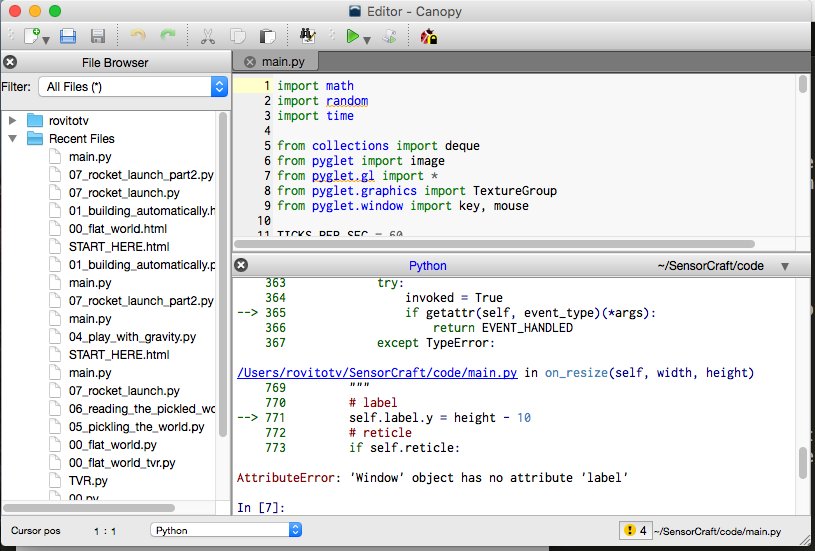 Editor - Canopy
File Browser
Filter: All Files (*)
rovitotv
Recent Files
main.py
07_rocket_launch_part2.py
07_rocket_launch.py
01_building_automatically.h
00_flat_world.html
START_HERE.html
01_building_automatically.p
main.py
07_rocket_launch_part2.py
main.py
04_play_with_gravity.py
START_HERE.html
main.py
07_rocket_launch.py
06_reading_the_pickled_wo
05_pickling_the_world.py
00_flat_world.py
00_flat_world_tvr.py
TVR.py
00.py
main.py
1 import math
2 import random
3 import time
4
5 from collections import deque
6 from pyglet import image
7 from pyglet.gl import *
8 from pyglet.graphics import TextureGroup
9 from pyglet.window import key, mouse
10
11 TICKS_PER_SEC = 60
Python ~/SensorCraft/code
363 try:
364 invoked = True
--> 365 if getattr(self, event_type)(*args):
366 return EVENT_HANDLED
367 except TypeError:
/Users/rovitotv/SensorCraft/code/main.py in on_resize(self, width, height)
769 """
770 # label
--> 771 self.label.y = height - 10
772 # reticle
773 if self.reticle:
AttributeError: 'Window' object has no attribute 'label'
In [7]:
Cursor pos 1 : 1 Python 4 ~/SensorCraft/code/main.py